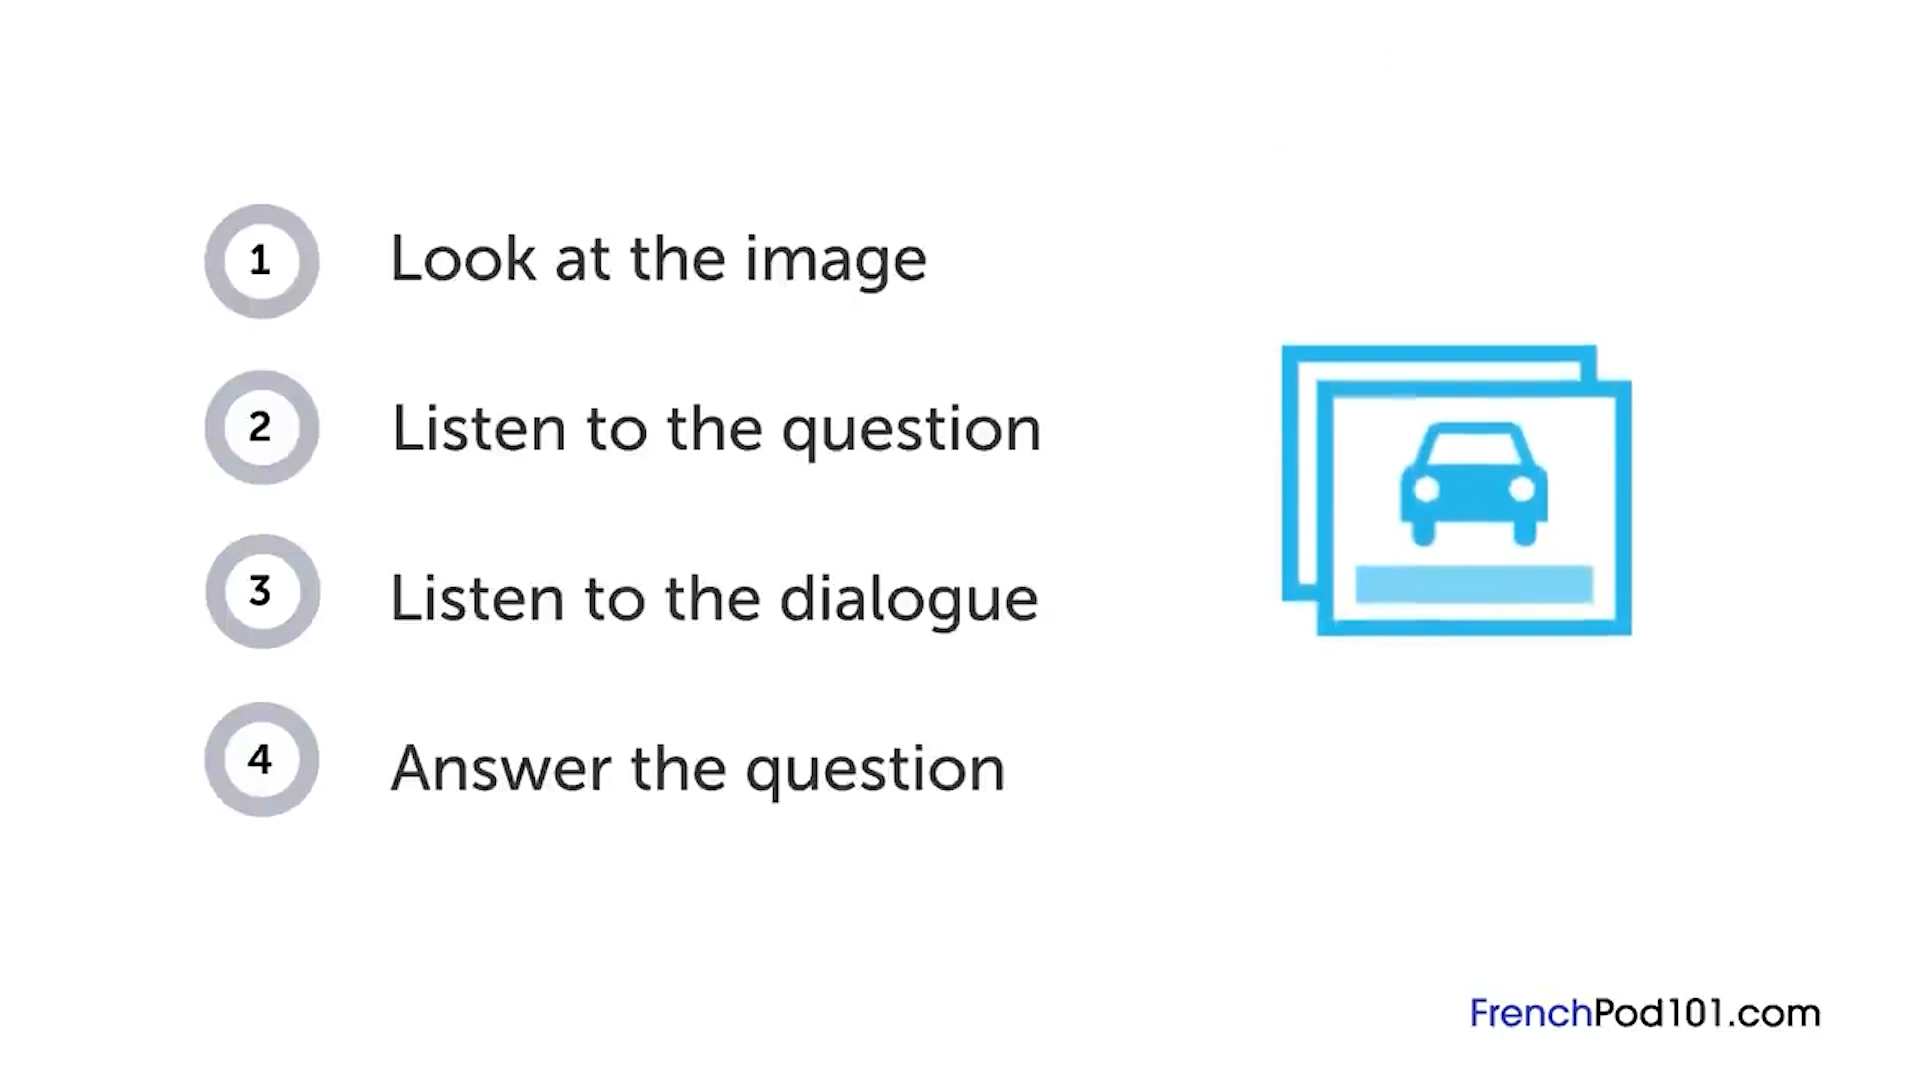 1 Look at the image
2 Listen to the question
3 Listen to the dialogue
4 Answer the question
FrenchPod101.com